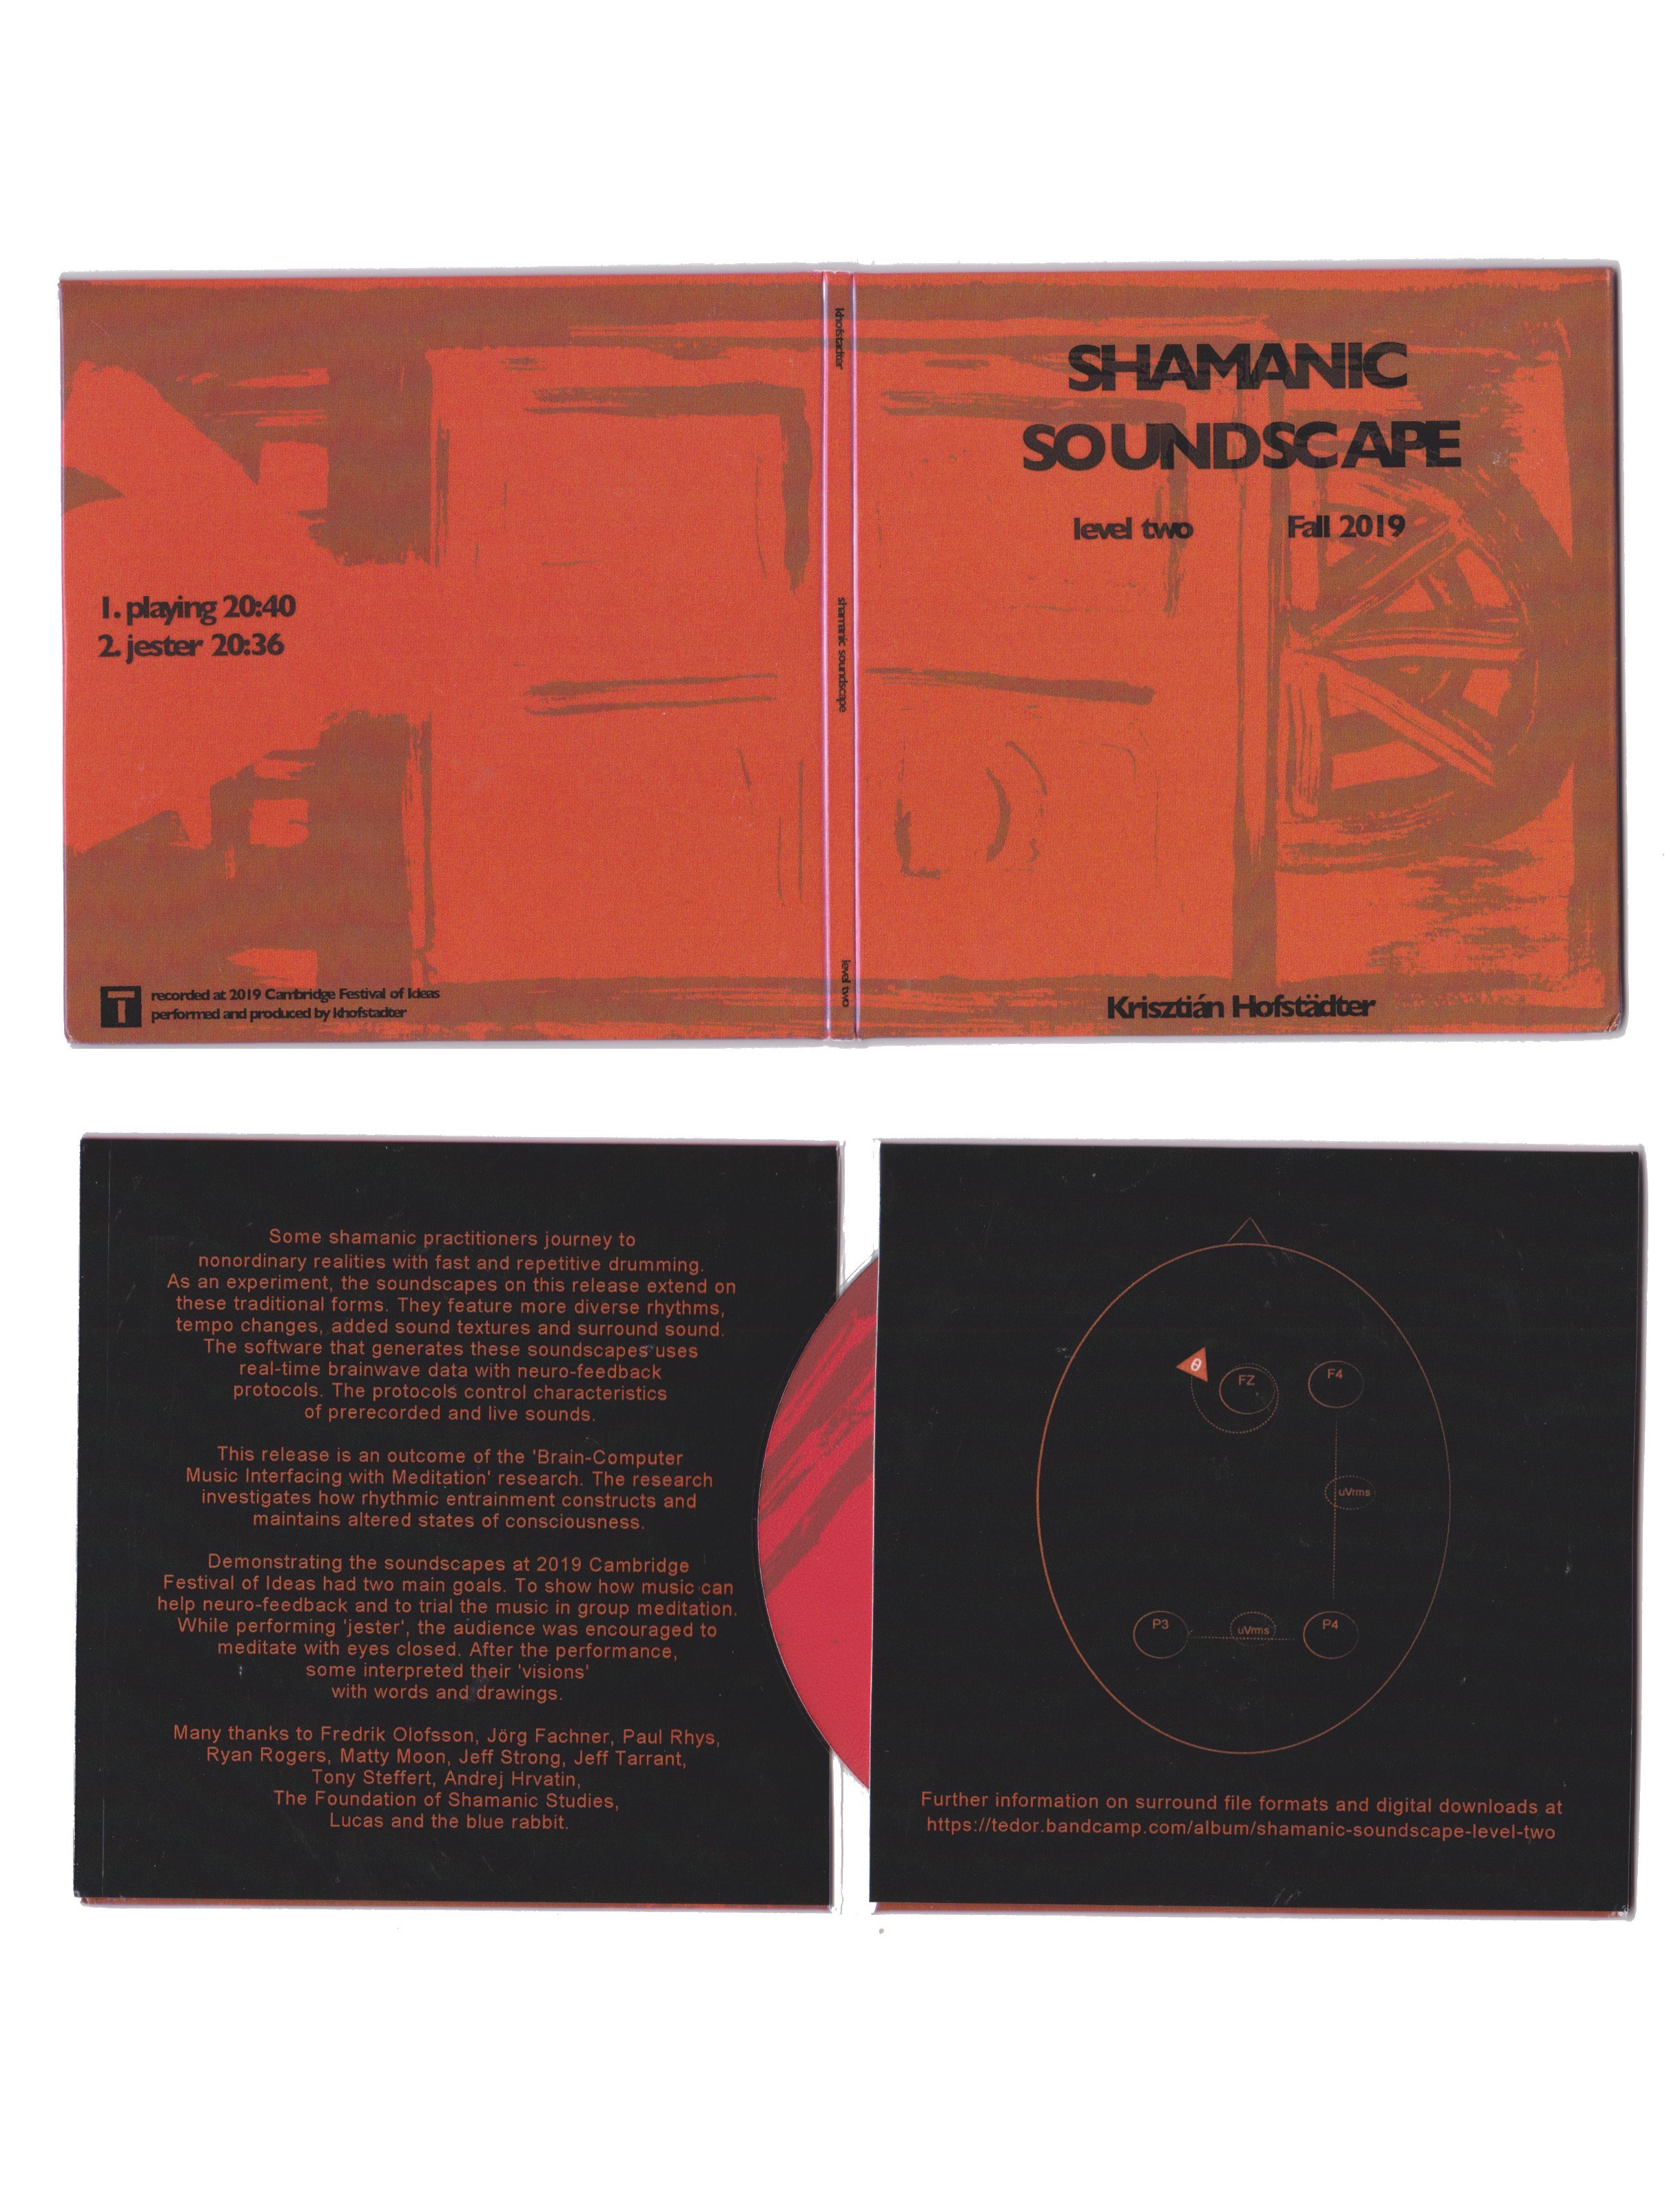 SHAMANIC
SOUNDSCAPE
level two Fall 2019
Krisztián Hofstädter
khofstadter
shamanic soundscape
level two
1. playing 20:40
2. jester 20:36
T
recorded at 2019 Cambridge Festival of Ideas
performed and produced by khofstadter
Some shamanic practitioners journey to
nonordinary realities with fast and repetitive drumming.
As an experiment, the soundscapes on this release extend on
these traditional forms. They feature more diverse rhythms,
tempo changes, added sound textures and surround sound.
The software that generates these soundscapes uses
real-time brainwave data with neuro-feedback
protocols. The protocols control characteristics
of prerecorded and live sounds.
This release is an outcome of the 'Brain-Computer
Music Interfacing with Meditation' research. The research
investigates how rhythmic entrainment constructs and
maintains altered states of consciousness.
Demonstrating the soundscapes at 2019 Cambridge
Festival of Ideas had two main goals. To show how music can
help neuro-feedback and to trial the music in group meditation.
While performing 'jester', the audience was encouraged to
meditate with eyes closed. After the performance,
some interpreted their 'visions'
with words and drawings.
Many thanks to Fredrik Olofsson, Jörg Fachner, Paul Rhys,
Ryan Rogers, Matty Moon, Jeff Strong, Jeff Tarrant,
Tony Steffert, Andrej Hrvatin,
The Foundation of Shamanic Studies,
Lucas and the blue rabbit.
θ
FZ
F4
uVrms
P3
uVrms
P4
Further information on surround file formats and digital downloads at
https://tedor.bandcamp.com/album/shamanic-soundscape-level-two